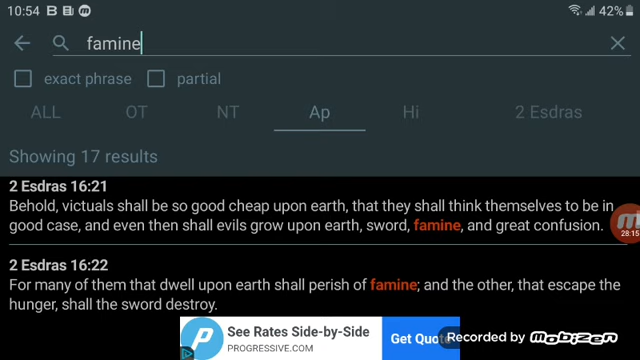 10:54 B 42%
famine
exact phrase partial
ALL OT NT Ap Hi 2 Esdras
Showing 17 results
2 Esdras 16:21
Behold, victuals shall be so good cheap upon earth, that they shall think themselves to be in
good case, and even then shall evils grow upon earth, sword, famine, and great confusion.
28:15
2 Esdras 16:22
For many of them that dwell upon earth shall perish of famine; and the other, that escape the
hunger, shall the sword destroy.
See Rates Side-by-Side
PROGRESSIVE.COM
Get Quote
Recorded by MOBIZEN